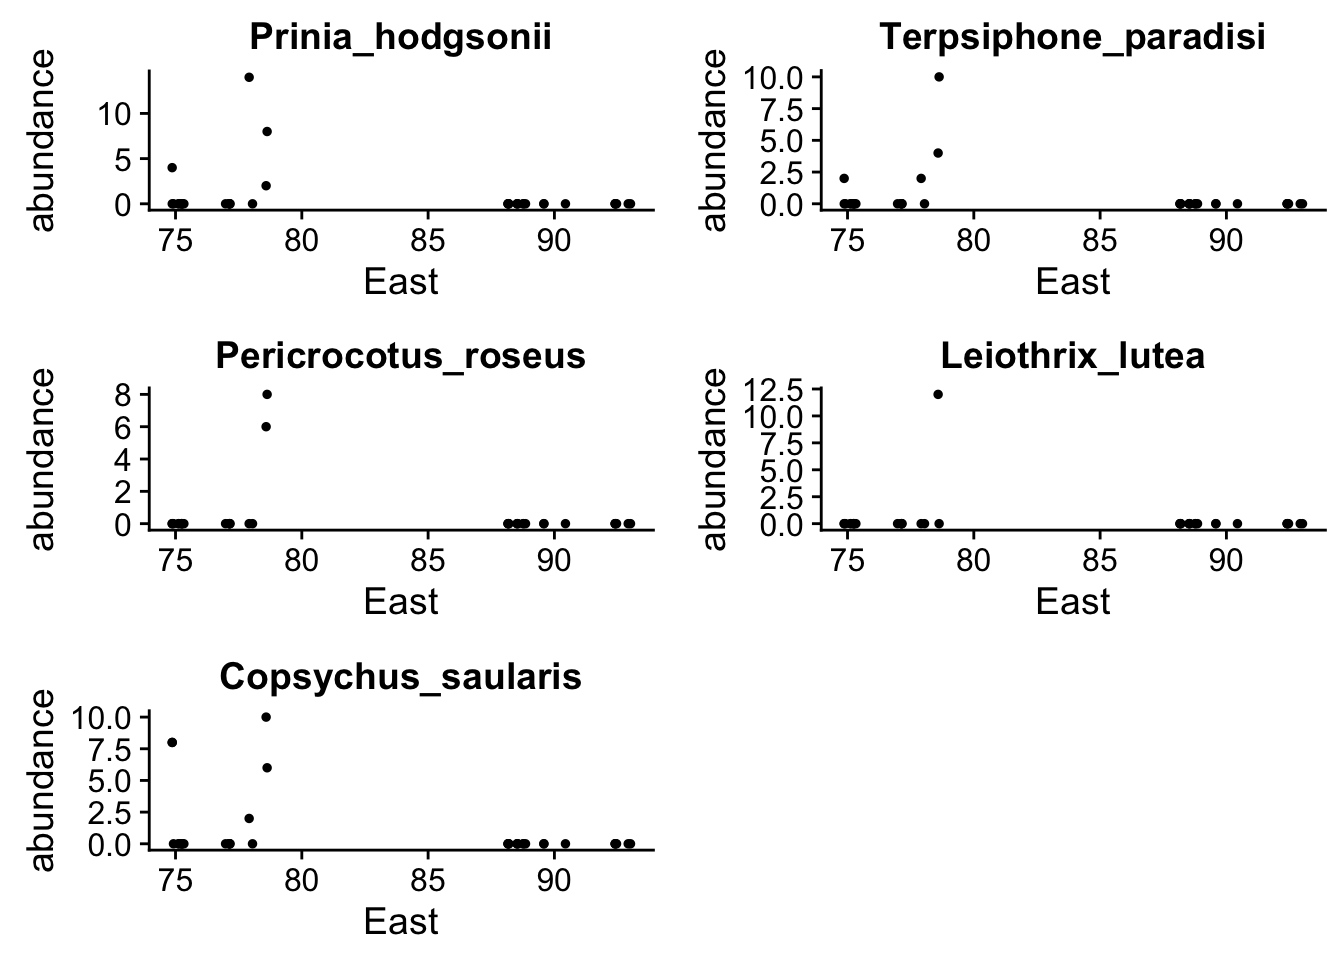 Prinia_hodgsonii
abundance
10
5
0
75 80 85 90
East
Terpsiphone_paradisi
abundance
10.0
7.5
5.0
2.5
0.0
75 80 85 90
East
Pericrocotus_roseus
abundance
8
6
4
2
0
75 80 85 90
East
Leiothrix_lutea
abundance
12.5
10.0
7.5
5.0
2.5
0.0
75 80 85 90
East
Copsychus_saularis
abundance
10.0
7.5
5.0
2.5
0.0
75 80 85 90
East